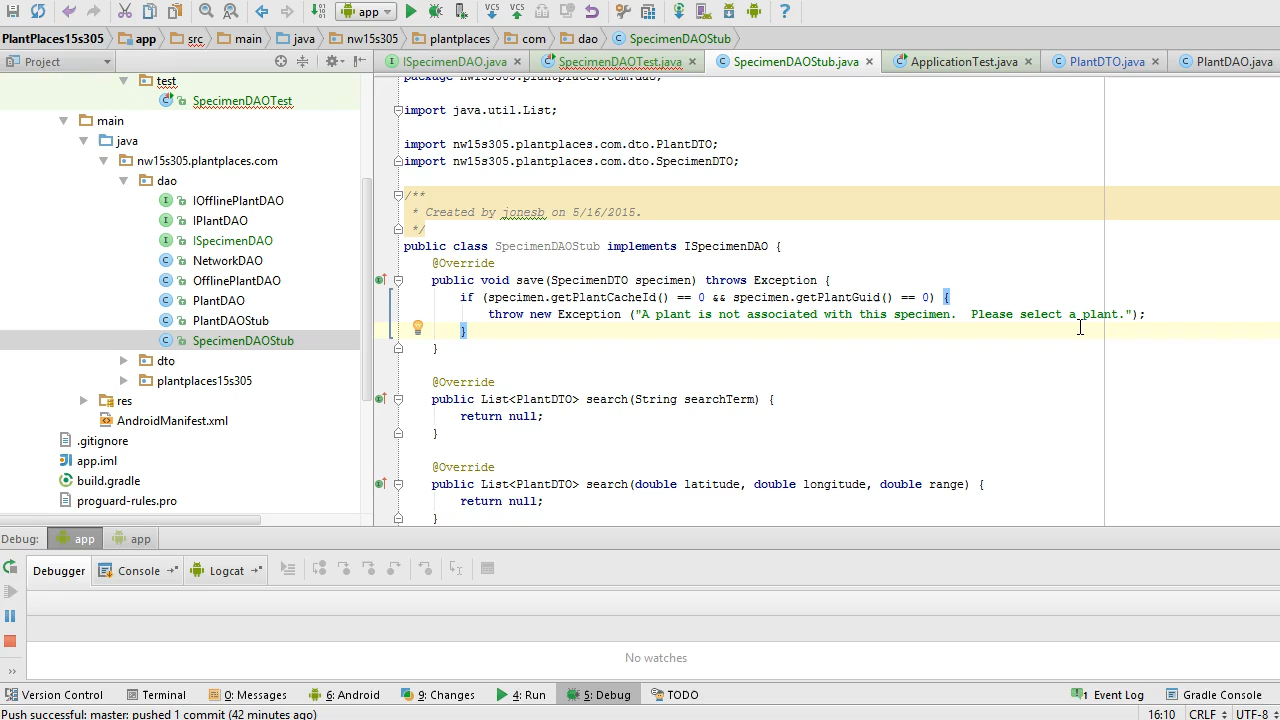 app
PlantPlaces15s305
app
src
main
java
nw15s305
plantplaces
com
dao
SpecimenDAOStub
Project
ISpecimenDAO.java
SpecimenDAOTest.java
SpecimenDAOStub.java
ApplicationTest.java
PlantDTO.java
PlantDAO.java
test
SpecimenDAOTest
main
java
nw15s305.plantplaces.com
dao
IOfflinePlantDAO
IPlantDAO
ISpecimenDAO
NetworkDAO
OfflinePlantDAO
PlantDAO
PlantDAOStub
SpecimenDAOStub
dto
plantplaces15s305
res
AndroidManifest.xml
.gitignore
app.iml
build.gradle
proguard-rules.pro
package nw15s305.plantplaces.com.dao;
import java.util.List;
import nw15s305.plantplaces.com.dto.PlantDTO;
import nw15s305.plantplaces.com.dto.SpecimenDTO;
/**
* Created by jonesb on 5/16/2015.
*/
public class SpecimenDAOStub implements ISpecimenDAO {
@Override
public void save(SpecimenDTO specimen) throws Exception {
if (specimen.getPlantCacheId() == 0 && specimen.getPlantGuid() == 0) {
throw new Exception ("A plant is not associated with this specimen.  Please select a plant.");
}
}
@Override
public List<PlantDTO> search(String searchTerm) {
return null;
}
@Override
public List<PlantDTO> search(double latitude, double longitude, double range) {
return null;
}
Debug:
app
app
Debugger
Console
Logcat
No watches
Version Control
Terminal
0: Messages
6: Android
9: Changes
4: Run
5: Debug
TODO
1 Event Log
Gradle Console
Push successful: master: pushed 1 commit (42 minutes ago)
16:10
CRLF
UTF-8